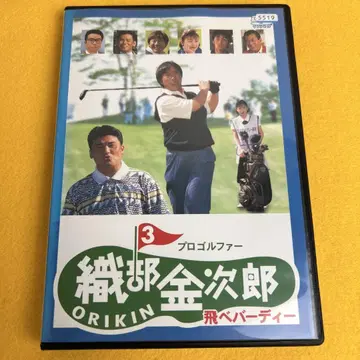 5519
3
プロゴルファー
織部金次郎
ORIKIN
飛べバーディー